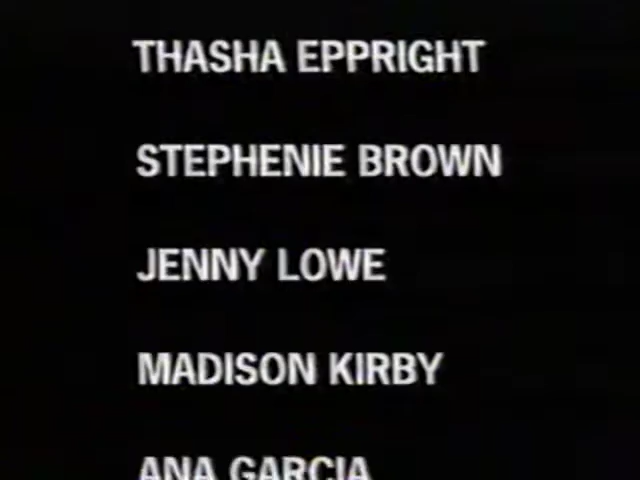 THASHA EPPRIGHT
STEPHENIE BROWN
JENNY LOWE
MADISON KIRBY
ANA GARCIA